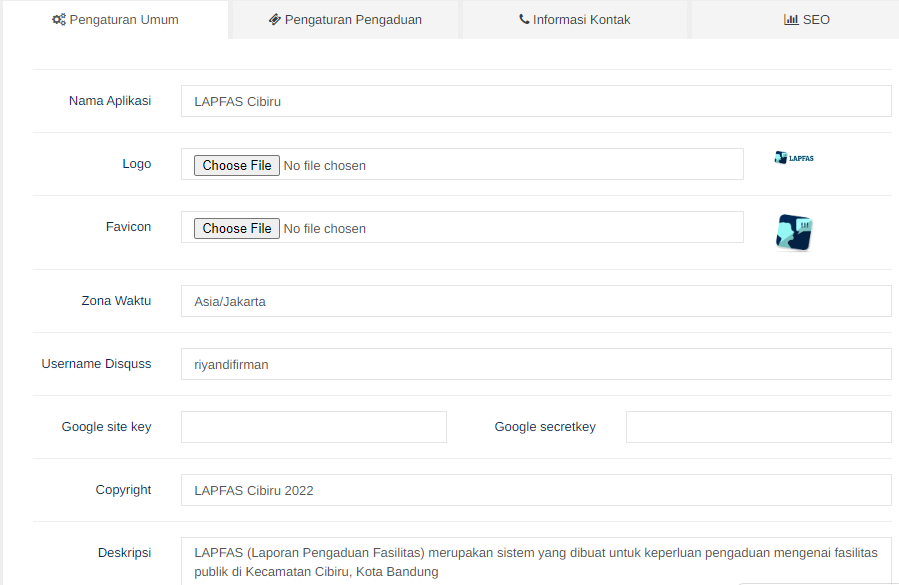 Pengaturan Umum
Pengaturan Pengaduan
Informasi Kontak
SEO
Nama Aplikasi
LAPFAS Cibiru
Logo
Choose File No file chosen
LAPFAS
Favicon
Choose File No file chosen
Zona Waktu
Asia/Jakarta
Username Disquss
riyandifirman
Google site key
Google secretkey
Copyright
LAPFAS Cibiru 2022
Deskripsi
LAPFAS (Laporan Pengaduan Fasilitas) merupakan sistem yang dibuat untuk keperluan pengaduan mengenai fasilitas
publik di Kecamatan Cibiru, Kota Bandung